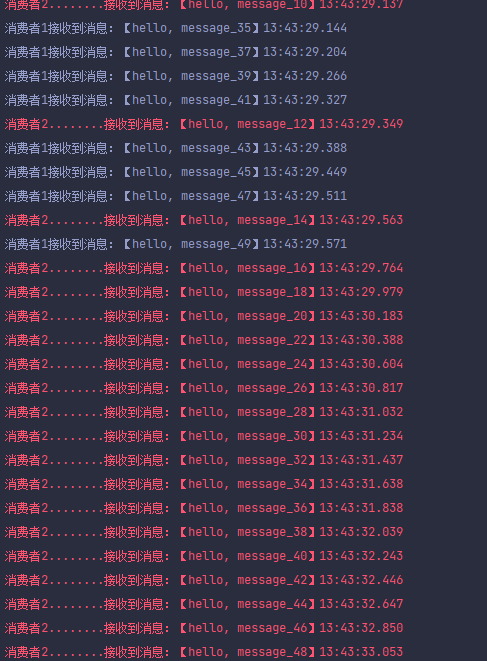 消费者2........接收到消息:【hello, message_10】13:43:29.137
消费者1接收到消息:【hello, message_35】13:43:29.144
消费者1接收到消息:【hello, message_37】13:43:29.204
消费者1接收到消息:【hello, message_39】13:43:29.266
消费者1接收到消息:【hello, message_41】13:43:29.327
消费者2........接收到消息:【hello, message_12】13:43:29.349
消费者1接收到消息:【hello, message_43】13:43:29.388
消费者1接收到消息:【hello, message_45】13:43:29.449
消费者1接收到消息:【hello, message_47】13:43:29.511
消费者2........接收到消息:【hello, message_14】13:43:29.563
消费者1接收到消息:【hello, message_49】13:43:29.571
消费者2........接收到消息:【hello, message_16】13:43:29.764
消费者2........接收到消息:【hello, message_18】13:43:29.979
消费者2........接收到消息:【hello, message_20】13:43:30.183
消费者2........接收到消息:【hello, message_22】13:43:30.388
消费者2........接收到消息:【hello, message_24】13:43:30.604
消费者2........接收到消息:【hello, message_26】13:43:30.817
消费者2........接收到消息:【hello, message_28】13:43:31.032
消费者2........接收到消息:【hello, message_30】13:43:31.234
消费者2........接收到消息:【hello, message_32】13:43:31.437
消费者2........接收到消息:【hello, message_34】13:43:31.638
消费者2........接收到消息:【hello, message_36】13:43:31.838
消费者2........接收到消息:【hello, message_38】13:43:32.039
消费者2........接收到消息:【hello, message_40】13:43:32.243
消费者2........接收到消息:【hello, message_42】13:43:32.446
消费者2........接收到消息:【hello, message_44】13:43:32.647
消费者2........接收到消息:【hello, message_46】13:43:32.850
消费者2........接收到消息:【hello, message_48】13:43:33.053